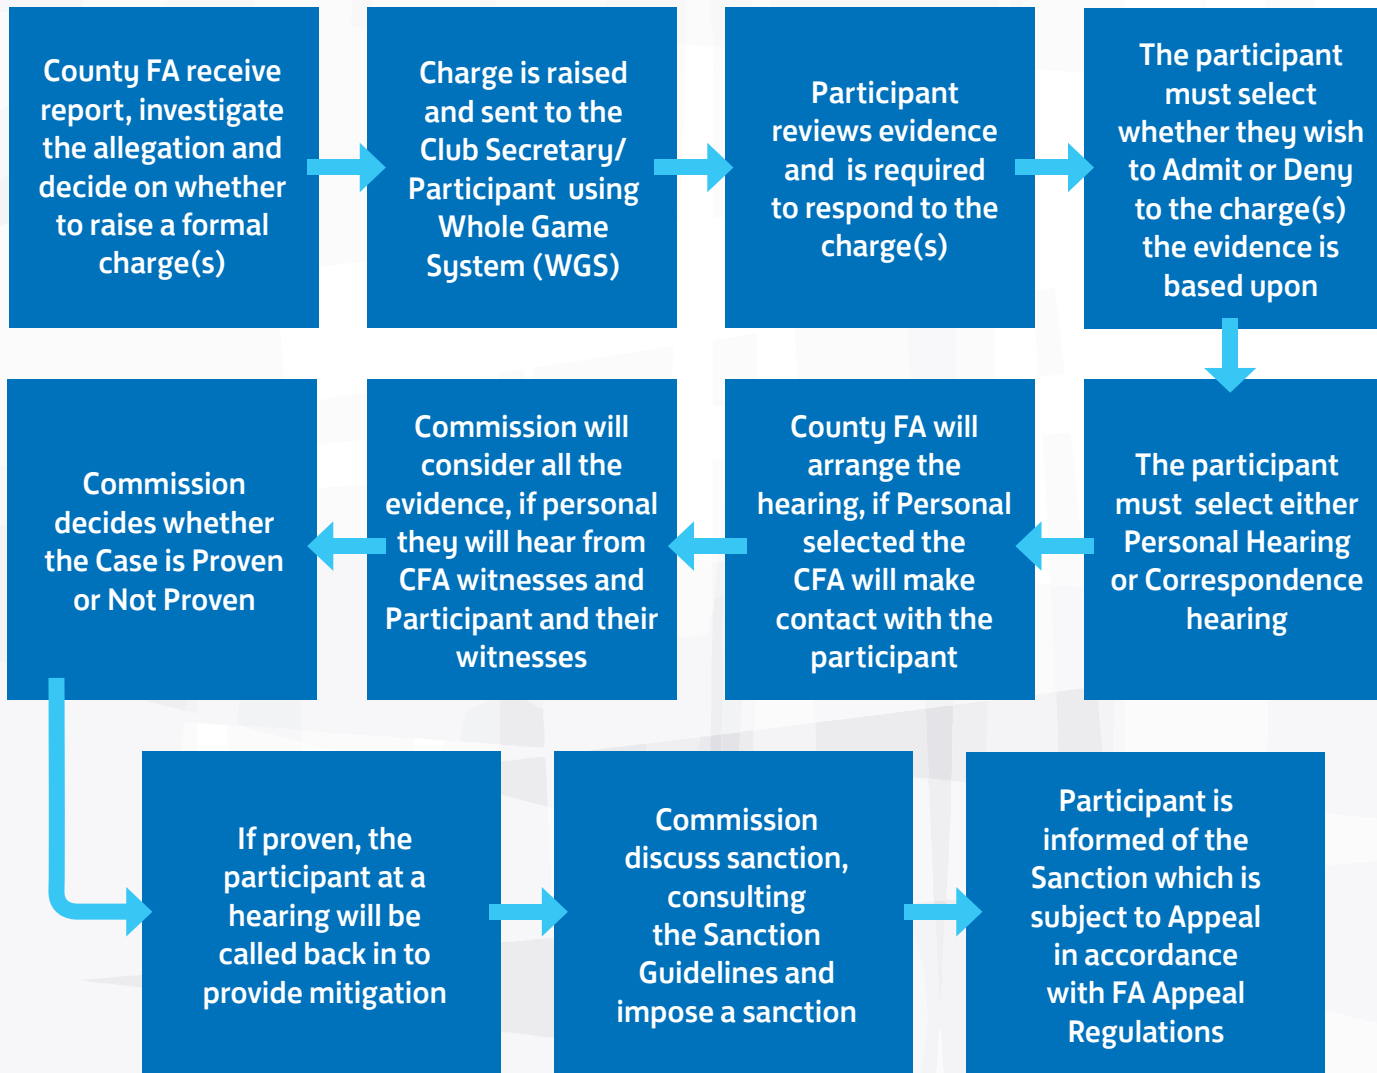 County FA receive
report, investigate
the allegation and
decide on whether
to raise a formal
charge(s)
Charge is raised
and sent to the
Club Secretary/
Participant using
Whole Game
System (WGS)
Participant
reviews evidence
and is required
to respond to the
charge(s)
The participant
must select
whether they wish
to Admit or Deny
to the charge(s)
the evidence is
based upon
The participant
must select either
Personal Hearing
or Correspondence
hearing
County FA will
arrange the
hearing, if Personal
selected the
CFA will make
contact with the
participant
Commission will
consider all the
evidence, if personal
they will hear from
CFA witnesses and
Participant and their
witnesses
Commission
decides whether
the Case is Proven
or Not Proven
If proven, the
participant at a
hearing will be
called back in to
provide mitigation
Commission
discuss sanction,
consulting
the Sanction
Guidelines and
impose a sanction
Participant is
informed of the
Sanction which is
subject to Appeal
in accordance
with FA Appeal
Regulations